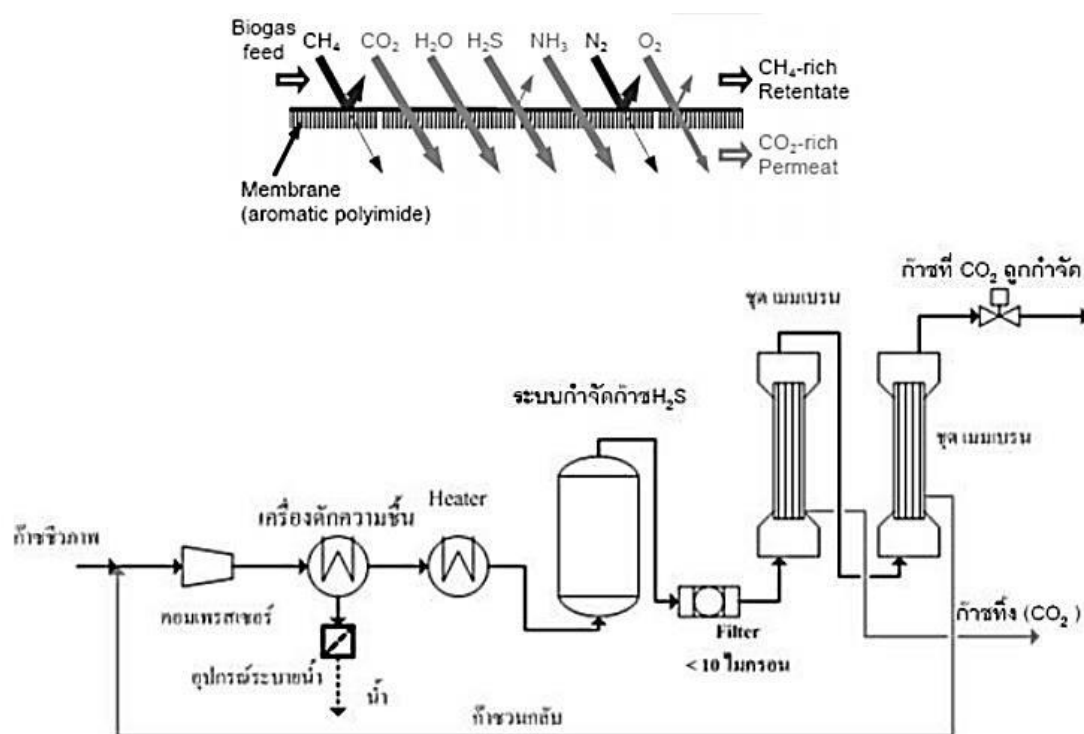 Biogas
feed
CH₄ CO₂ H₂O H₂S NH₃ N₂ O₂
CH₄-rich
Retentate
CO₂-rich
Permeat
Membrane
(aromatic polyimide)
ก๊าซที่ CO₂ ถูกกำจัด
ชุดเมมเบรน
ระบบกำจัดก๊าซH₂S
ชุดเมมเบรน
Heater
เครื่องดักความชื้น
ก๊าซชีวภาพ
คอมเพรสเซอร์
ก๊าซทิ้ง (CO₂ )
Filter
< 10 ไมครอน
อุปกรณ์ระบายน้ำ
น้ำ
ก๊าซวนกลับ